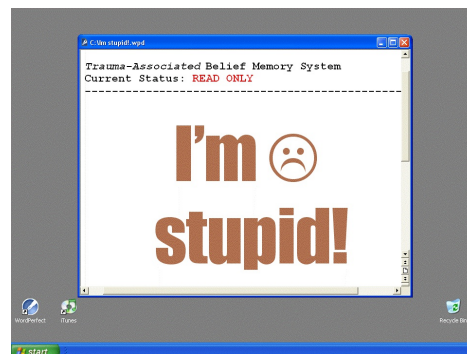 C:\Im stupid!.wpd
Trauma-Associated Belief Memory System
Current Status: READ ONLY
I'm
stupid!
WordPerfect
iTunes
Recycle Bin
start